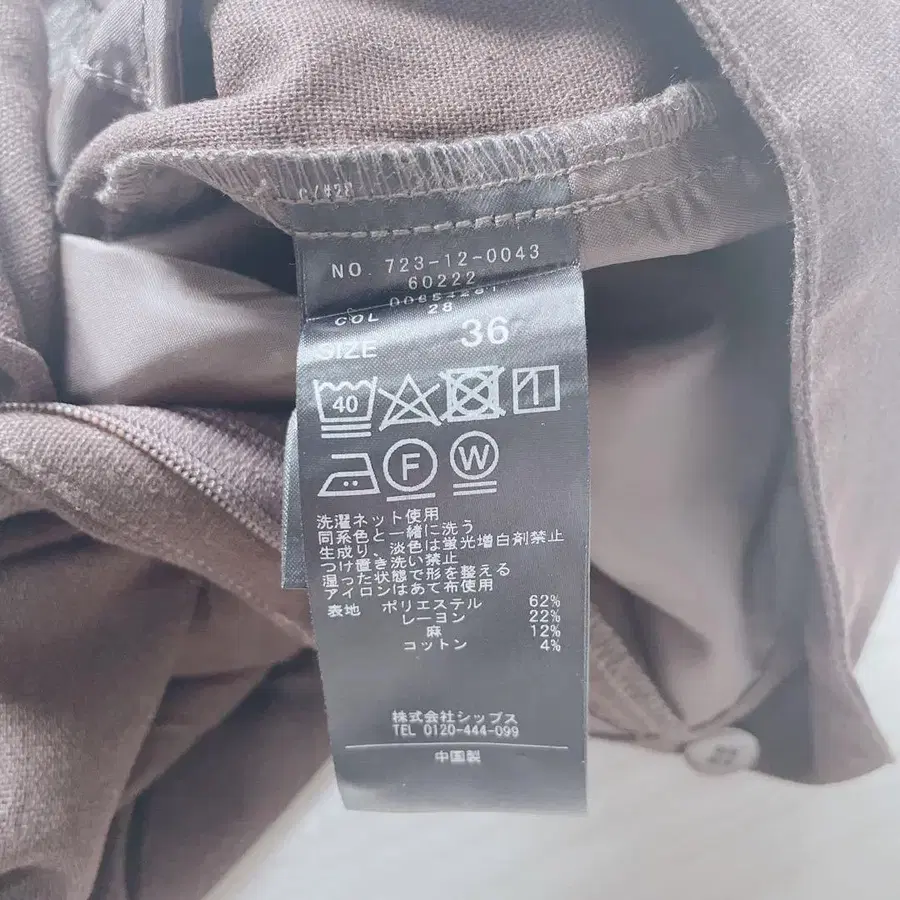 NO. 723-12-0043
60222
COL 28
SIZE 36
40
F W
洗濯ネット使用
同系色と一緒に洗う
生成り、淡色は蛍光増白剤禁止
つけ置き洗い禁止
湿った状態で形を整える
アイロンはあて布使用
表地 ポリエステル 62%
レーヨン 22%
麻 12%
コットン 4%
株式会社シップス
TEL 0120-444-099
中国製